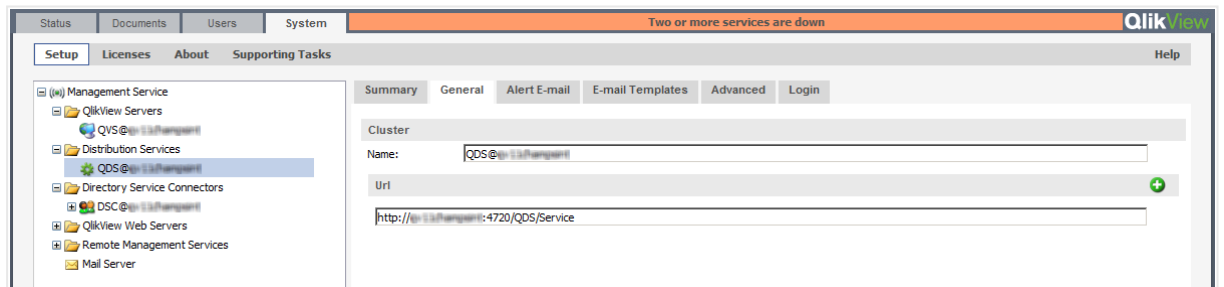 Status Documents Users System Two or more services are down QlikView
Setup Licenses About Supporting Tasks Help
Management Service
QlikView Servers
QVS@
Distribution Services
QDS@
Directory Service Connectors
DSC@
QlikView Web Servers
Remote Management Services
Mail Server
Summary General Alert E-mail E-mail Templates Advanced Login
Cluster
Name: QDS@
Url
http:// :4720/QDS/Service